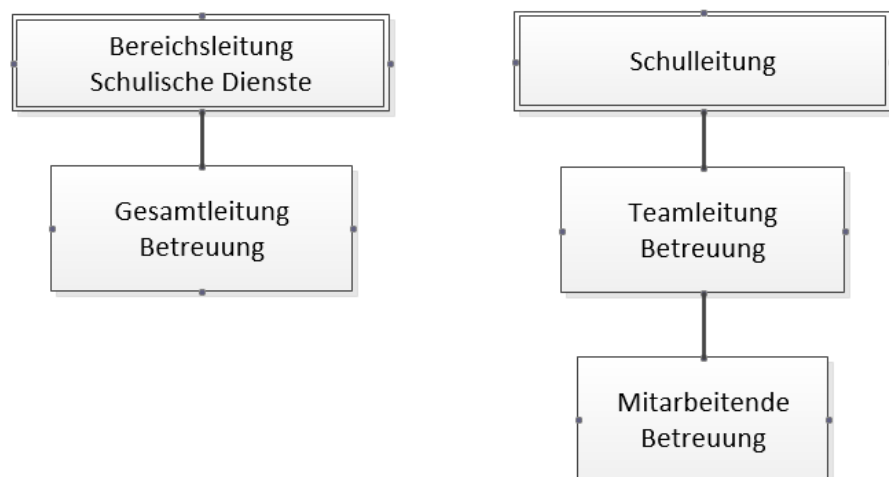 Bereichsleitung
Schulische Dienste
Gesamtleitung
Betreuung
Schulleitung
Teamleitung
Betreuung
Mitarbeitende
Betreuung